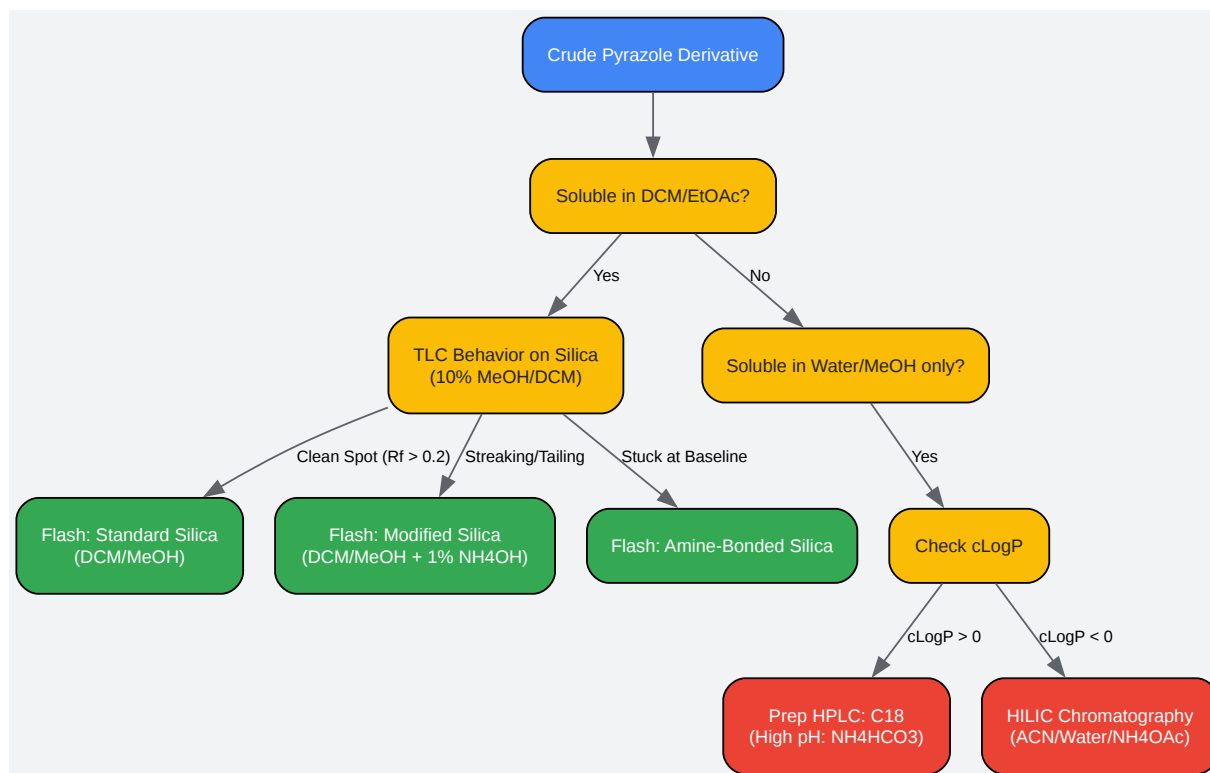 Crude Pyrazole Derivative
Soluble in DCM/EtOAc?
Yes
No
TLC Behavior on Silica
(10% MeOH/DCM)
Soluble in Water/MeOH only?
Clean Spot (Rf > 0.2)
Streaking/Tailing
Stuck at Baseline
Yes
Flash: Standard Silica
(DCM/MeOH)
Flash: Modified Silica
(DCM/MeOH + 1% NH4OH)
Flash: Amine-Bonded Silica
Check cLogP
cLogP > 0
cLogP < 0
Prep HPLC: C18
(High pH: NH4HCO3)
HILIC Chromatography
(ACN/Water/NH4OAc)